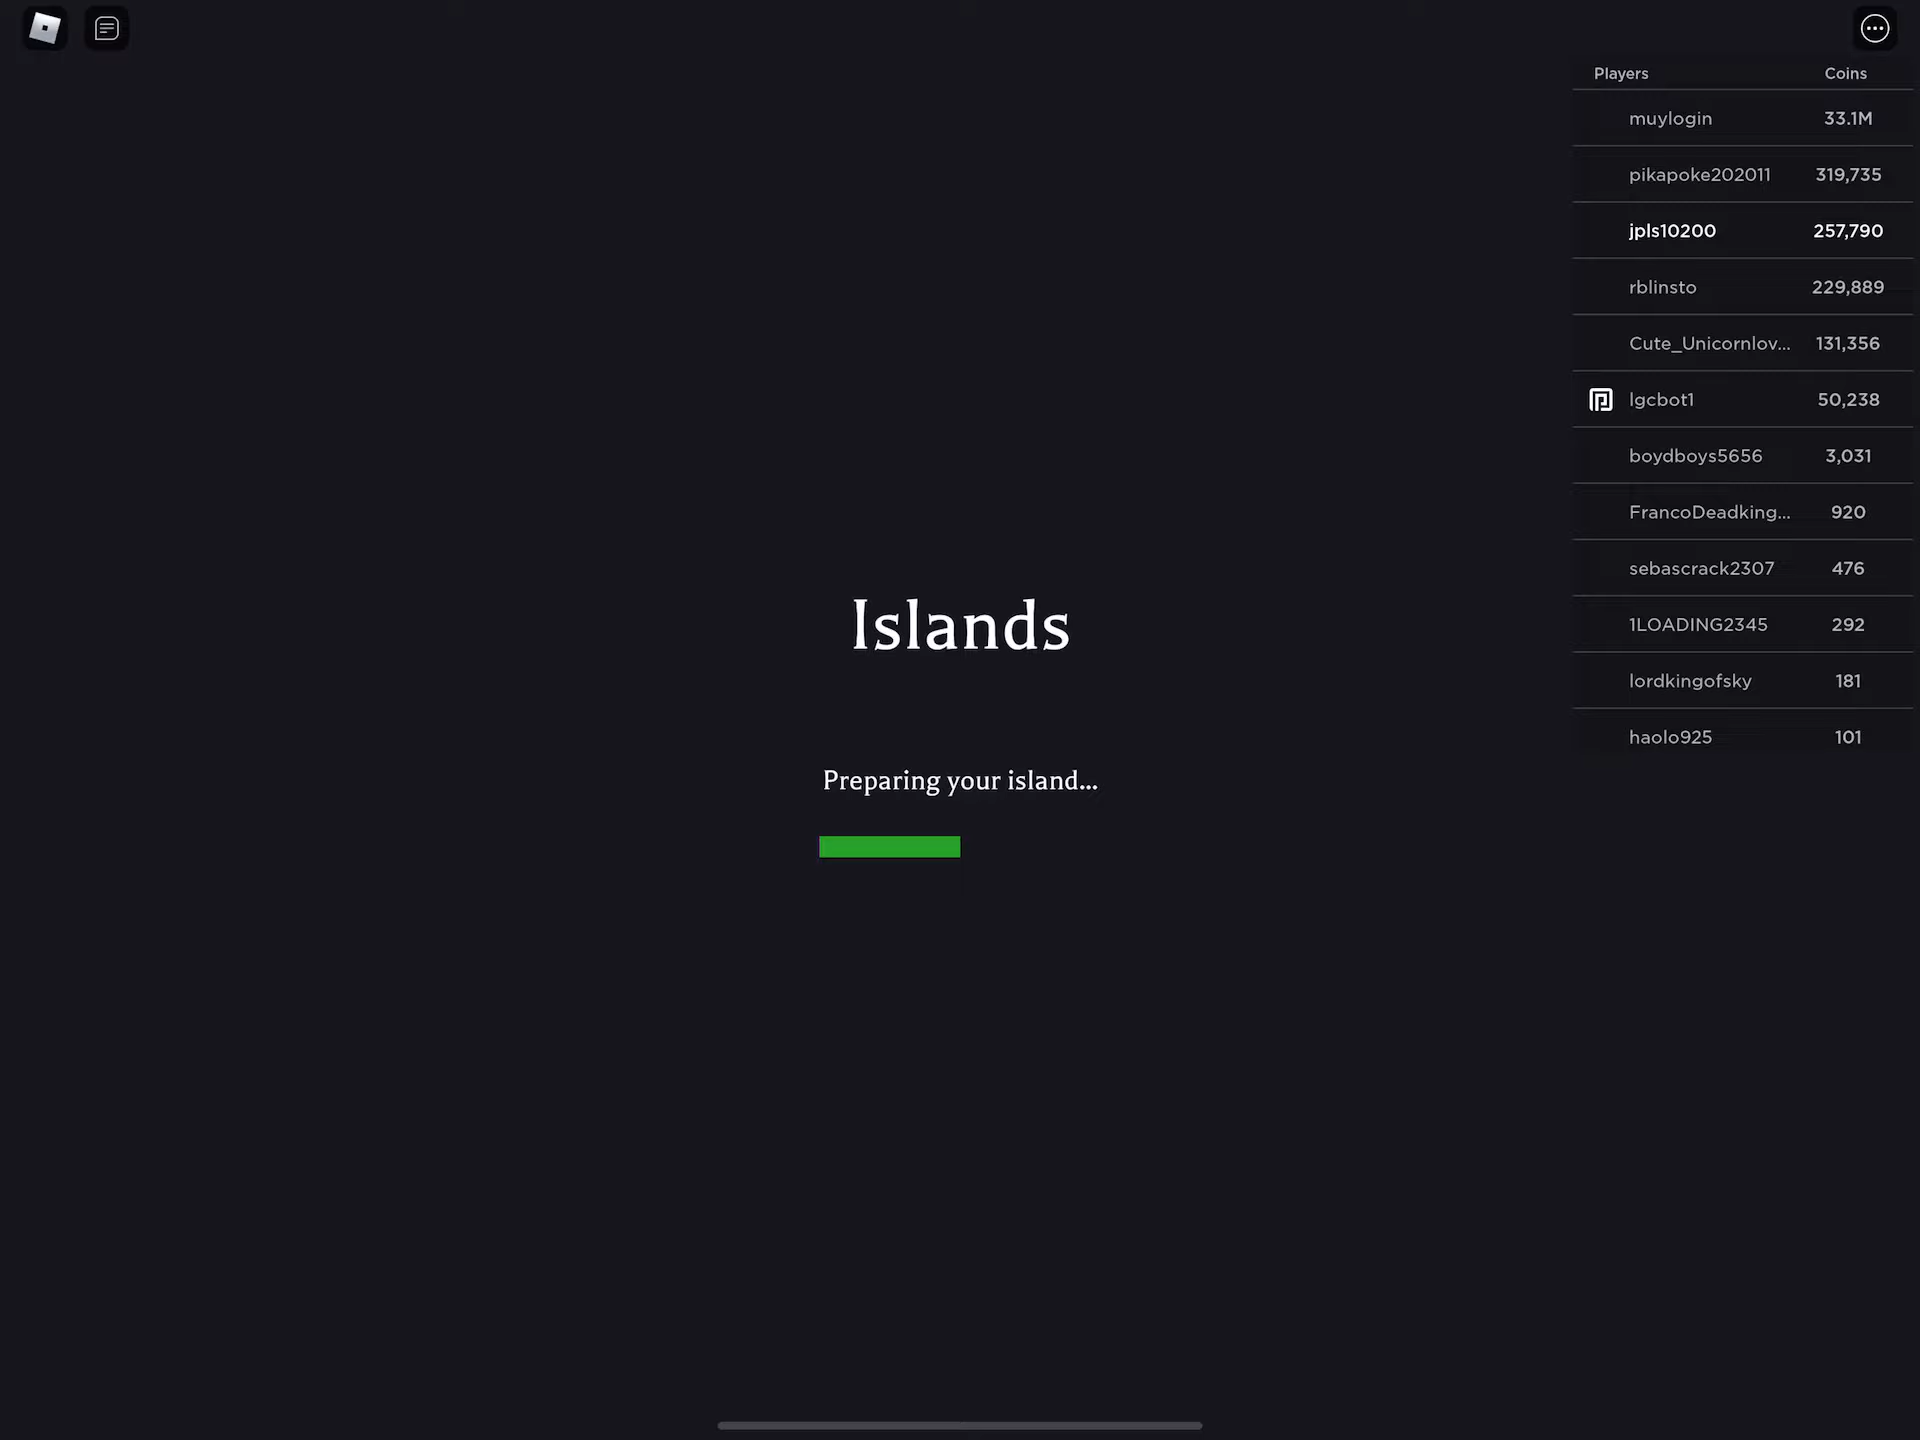 Players Coins
muylogin 33.1M
pikapoke202011 319,735
jpls10200 257,790
rblinsto 229,889
Cute_Unicornlov... 131,356
lgcbot1 50,238
boydboys5656 3,031
FrancoDeadking... 920
sebascrack2307 476
1LOADING2345 292
lordkingofsky 181
haolo925 101
Islands
Preparing your island...